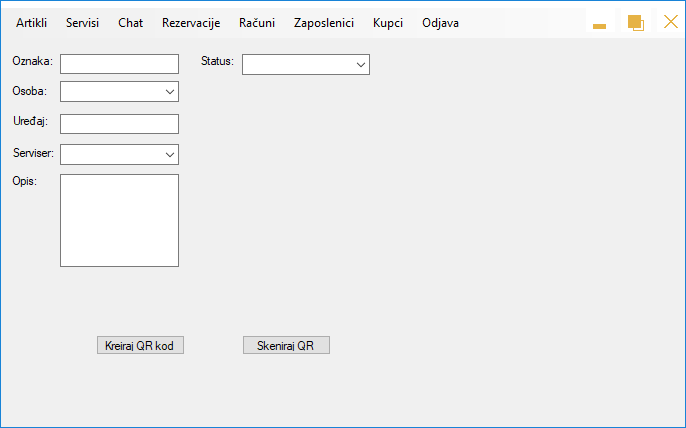 Artikli Servisi Chat Rezervacije Računi Zaposlenici Kupci Odjava
Oznaka: Status:
Osoba:
Uređaj:
Serviser:
Opis:
Kreiraj QR kod Skeniraj QR